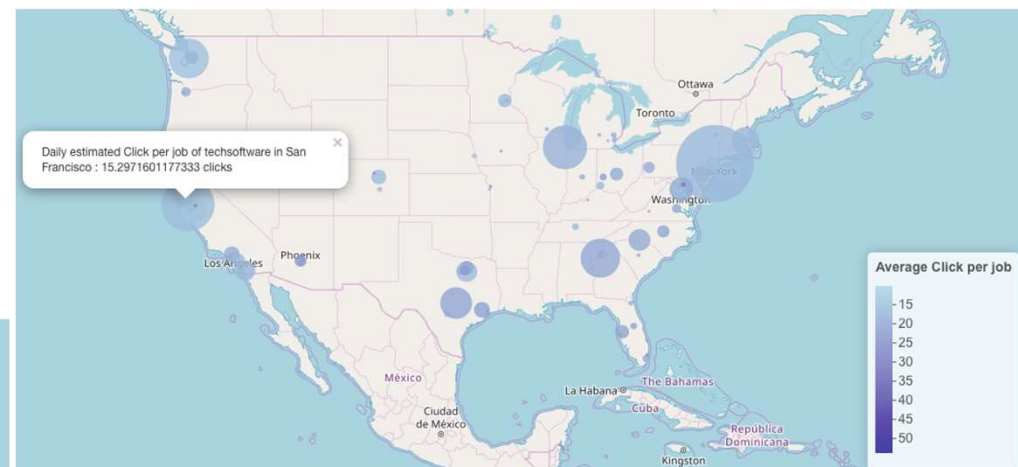 Ottawa
Toronto
×
Daily estimated Click per job of techsoftware in San
Francisco : 15.2971601177333 clicks
New York
Washington
Los Angeles
Phoenix
Average Click per job
15
20
25
30
35
40
45
50
México
La Habana
The Bahamas
Cuba
Ciudad
de México
República
Dominicana
Kingston